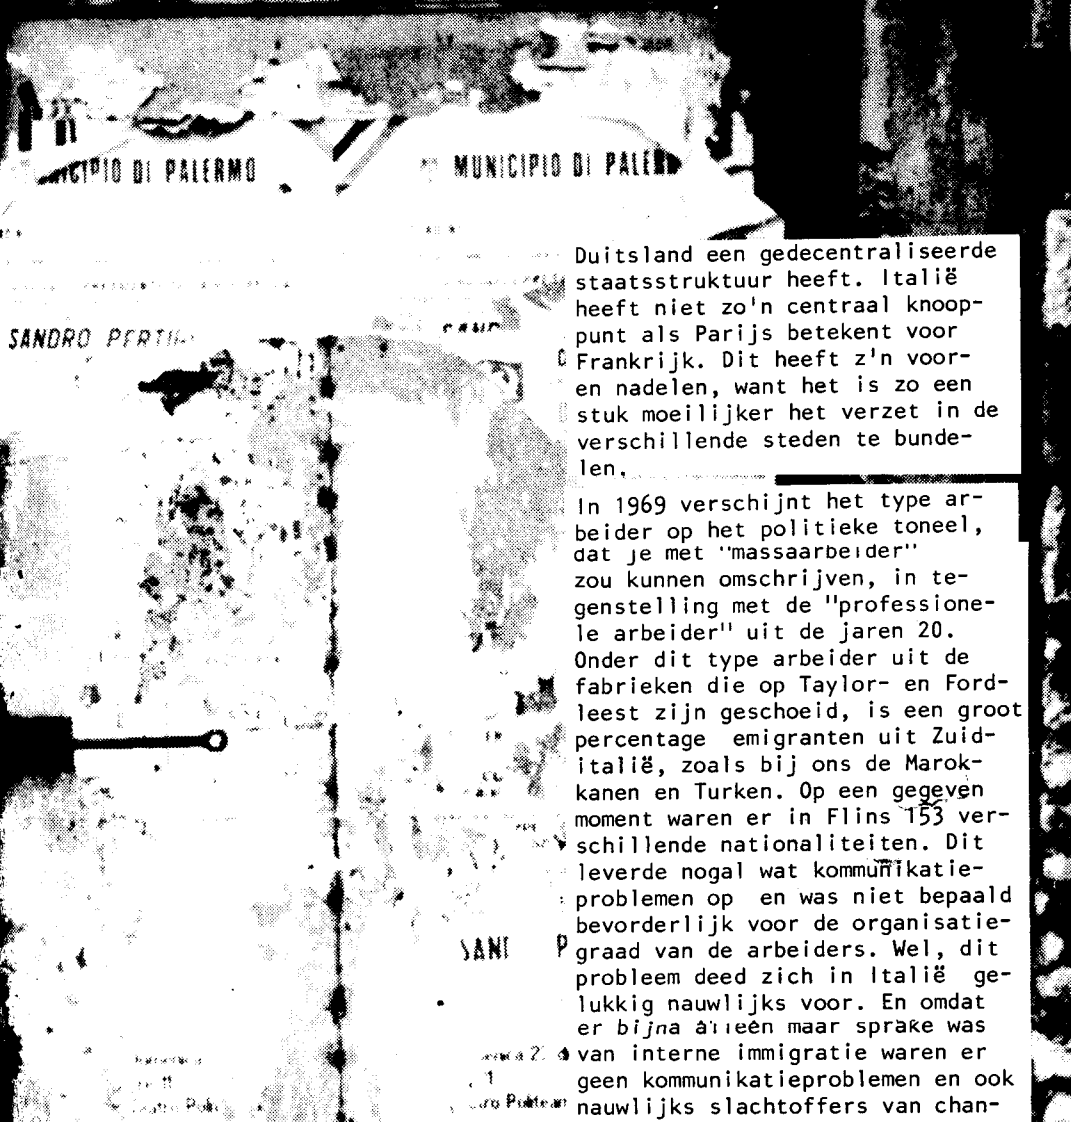 MUNICIPIO DI PALERMO
MUNICIPIO DI
SANDRO
Duitsland een gedecentraliseerde
staatsstruktuur heeft. Italië
heeft niet zo'n centraal knoop-
punt als Parijs betekent voor
Frankrijk. Dit heeft z'n voor-
en nadelen, want het is zo een
stuk moeilijker het verzet in de
verschillende steden te bunde-
len.
In 1969 verschijnt het type ar-
beider op het politieke toneel,
dat je met "massaarbeider"
zou kunnen omschrijven, in te-
genstelling met de "professione-
le arbeider" uit de jaren 20.
Onder dit type arbeider uit de
fabrieken die op Taylor- en Ford-
leest zijn geschoeid, is een groot
percentage emigranten uit Zuid-
italië, zoals bij ons de Marok-
kanen en Turken. Op een gegeven
moment waren er in Flins 153 ver-
schillende nationaliteiten. Dit
leverde nogal wat kommunikatie-
problemen op en was niet bepaald
bevorderlijk voor de organisatie-
graad van de arbeiders. Wel, dit
probleem deed zich in Italië ge-
lukkig nauwlijks voor. En omdat
er bijna alleen maar sprake was
van interne immigratie waren er
geen kommunikatieproblemen en ook
nauwlijks slachtoffers van chan-